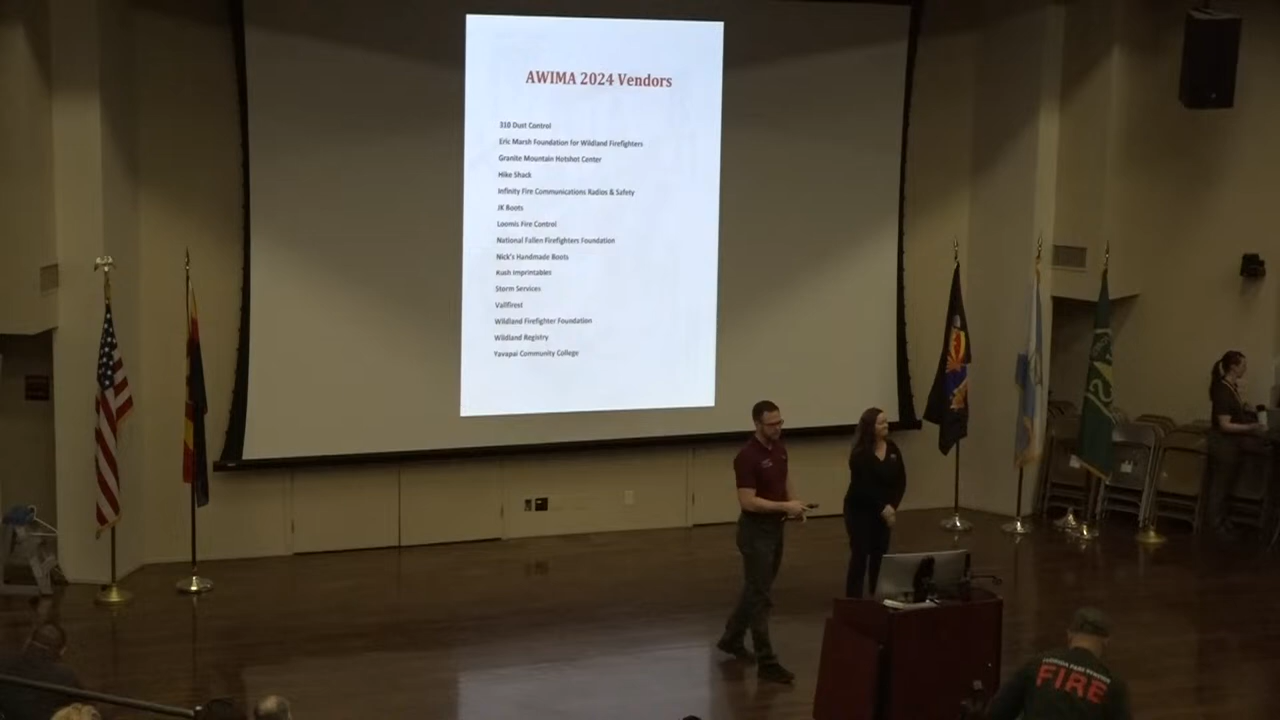 AWIMA 2024 Vendors
310 Dust Control
Eric Marsh Foundation for Wildland Firefighters
Granite Mountain Hotshot Center
Hike Shack
Infinity Fire Communications Radios & Safety
JK Boots
Loomis Fire Control
National Fallen Firefighters Foundation
Nick's Handmade Boots
Rush Imprintables
Storm Services
Vallfirest
Wildland Firefighter Foundation
Wildland Registry
Yavapai Community College
FIRE